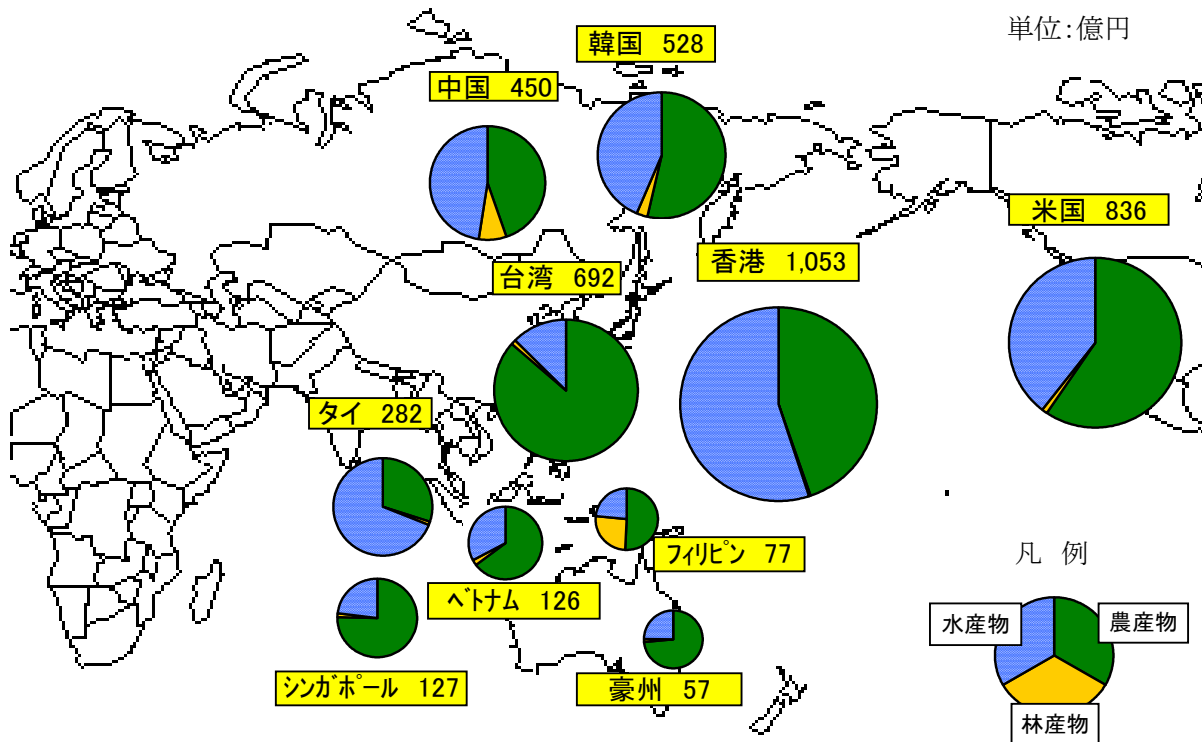 単位:億円
韓国 528
中国 450
米国 836
香港 1,053
台湾 692
タイ 282
フィリピン 77
ベトナム 126
シンガポール 127
豪州 57
凡 例
水産物
農産物
林産物